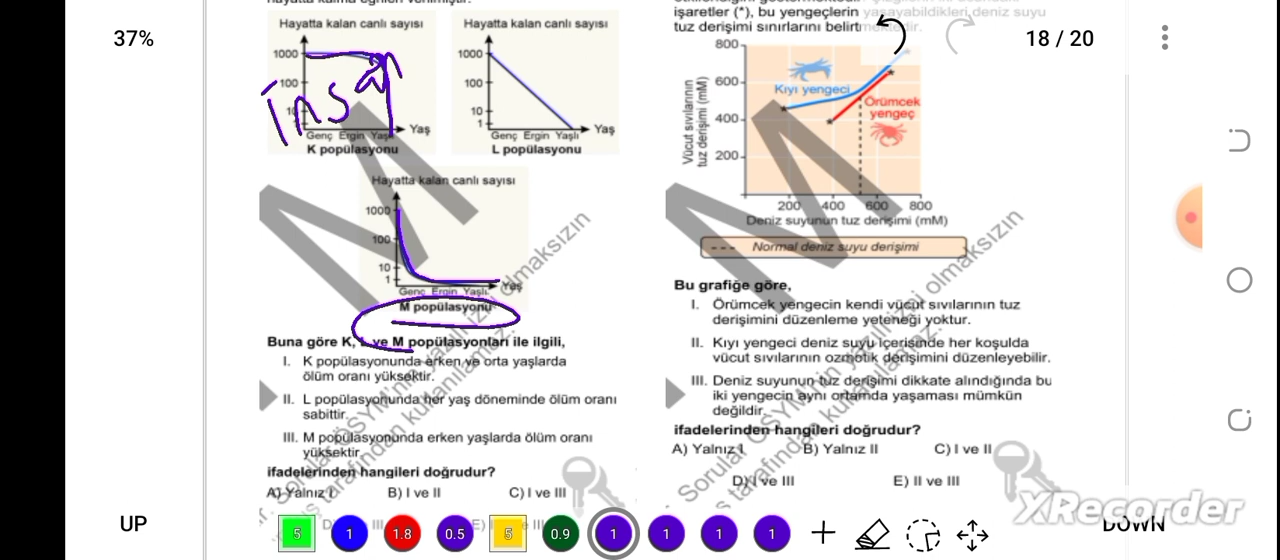 37%
18 / 20
Hayatta kalan canlı sayısı
1000
100
10
1
Genç Ergin Yaşlı
Yaş
K popülasyonu
insan
Hayatta kalan canlı sayısı
1000
100
10
1
Genç Ergin Yaşlı
Yaş
L popülasyonu
Hayatta kalan canlı sayısı
1000
100
10
1
Genç Ergin Yaşlı
Yaş
M popülasyonu
Buna göre K, L ve M popülasyonları ile ilgili,
I. K popülasyonunda erken ve orta yaşlarda
ölüm oranı yüksektir.
II. L popülasyonunda her yaş döneminde ölüm oranı
sabittir.
III. M popülasyonunda erken yaşlarda ölüm oranı
yüksektir.
ifadelerinden hangileri doğrudur?
A) Yalnız I
B) I ve II
C) I ve III
işaretler (*), bu yengeçlerin yaşayabildikleri deniz suyu
tuz derişimi sınırlarını belirtmektedir.
Vücut sıvılarının
tuz derişimi (mM)
800
600
400
200
Kıyı yengeci
Örümcek
yengeç
200 400 600 800
Deniz suyunun tuz derişimi (mM)
Normal deniz suyu derişimi
Bu grafiğe göre,
I. Örümcek yengecin kendi vücut sıvılarının tuz
derişimini düzenleme yeteneği yoktur.
II. Kıyı yengeci deniz suyu içerisinde her koşulda
vücut sıvılarının ozmotik derişimini düzenleyebilir.
III. Deniz suyunun tuz derişimi dikkate alındığında bu
iki yengecin aynı ortamda yaşaması mümkün
değildir.
ifadelerinden hangileri doğrudur?
A) Yalnız I
B) Yalnız II
C) I ve II
D) I ve III
E) II ve III
XRecorder
UP
5
1
1.8
0.5
5
0.9
1
1
1
1
DOWN